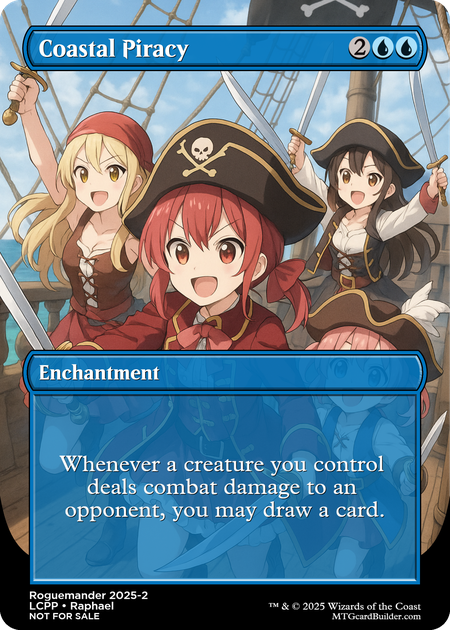 Coastal Piracy
2
Enchantment
Whenever a creature you control
deals combat damage to an
opponent, you may draw a card.
Roguemander 2025-2
LCPP • Raphael
NOT FOR SALE
™ & © 2025 Wizards of the Coast
MTGcardBuilder.com